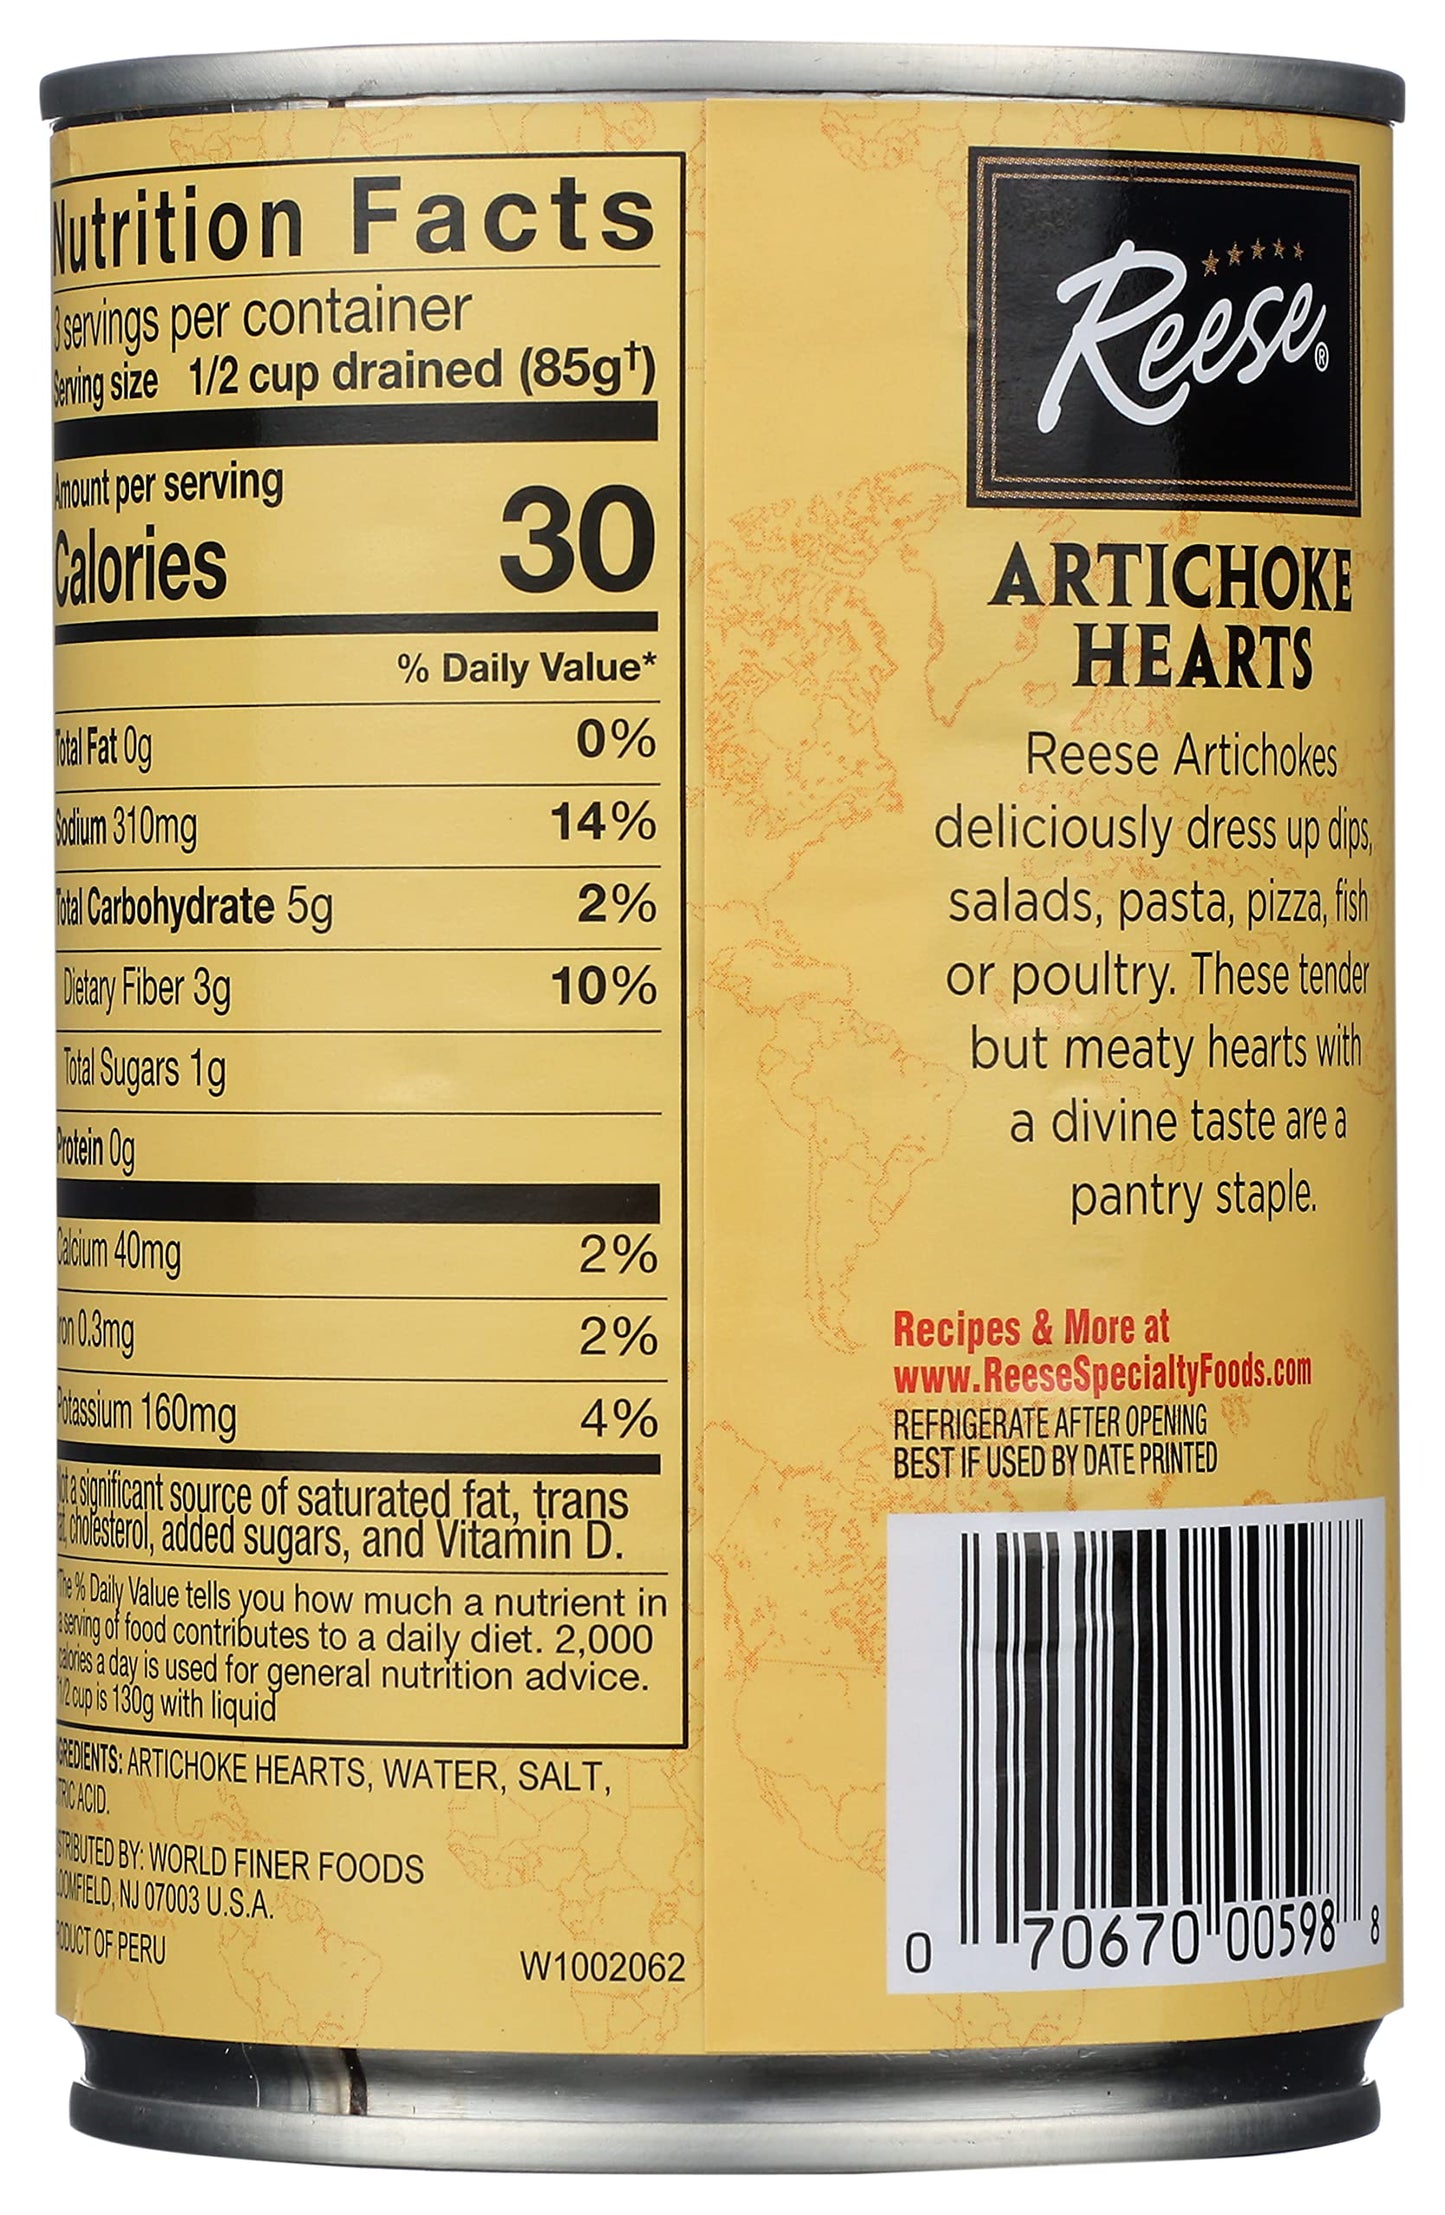 Nutrition Facts
3 servings per container
Serving size 1/2 cup drained (85g†)
Amount per serving
Calories 30
% Daily Value*
Total Fat 0g 0%
Sodium 310mg 14%
Total Carbohydrate 5g 2%
Dietary Fiber 3g 10%
Total Sugars 1g
Protein 0g
Calcium 40mg 2%
Iron 0.3mg 2%
Potassium 160mg 4%
Not a significant source of saturated fat, trans
fat, cholesterol, added sugars, and Vitamin D.
*The % Daily Value tells you how much a nutrient in
a serving of food contributes to a daily diet. 2,000
calories a day is used for general nutrition advice.
†1/2 cup is 130g with liquid
INGREDIENTS: ARTICHOKE HEARTS, WATER, SALT,
CITRIC ACID.
DISTRIBUTED BY: WORLD FINER FOODS
BLOOMFIELD, NJ 07003 U.S.A.
PRODUCT OF PERU
W1002062
Reese®
ARTICHOKE
HEARTS
Reese Artichokes
deliciously dress up dips,
salads, pasta, pizza, fish
or poultry. These tender
but meaty hearts with
a divine taste are a
pantry staple.
Recipes & More at
www.ReeseSpecialtyFoods.com
REFRIGERATE AFTER OPENING
BEST IF USED BY DATE PRINTED
0 70670 00598 8